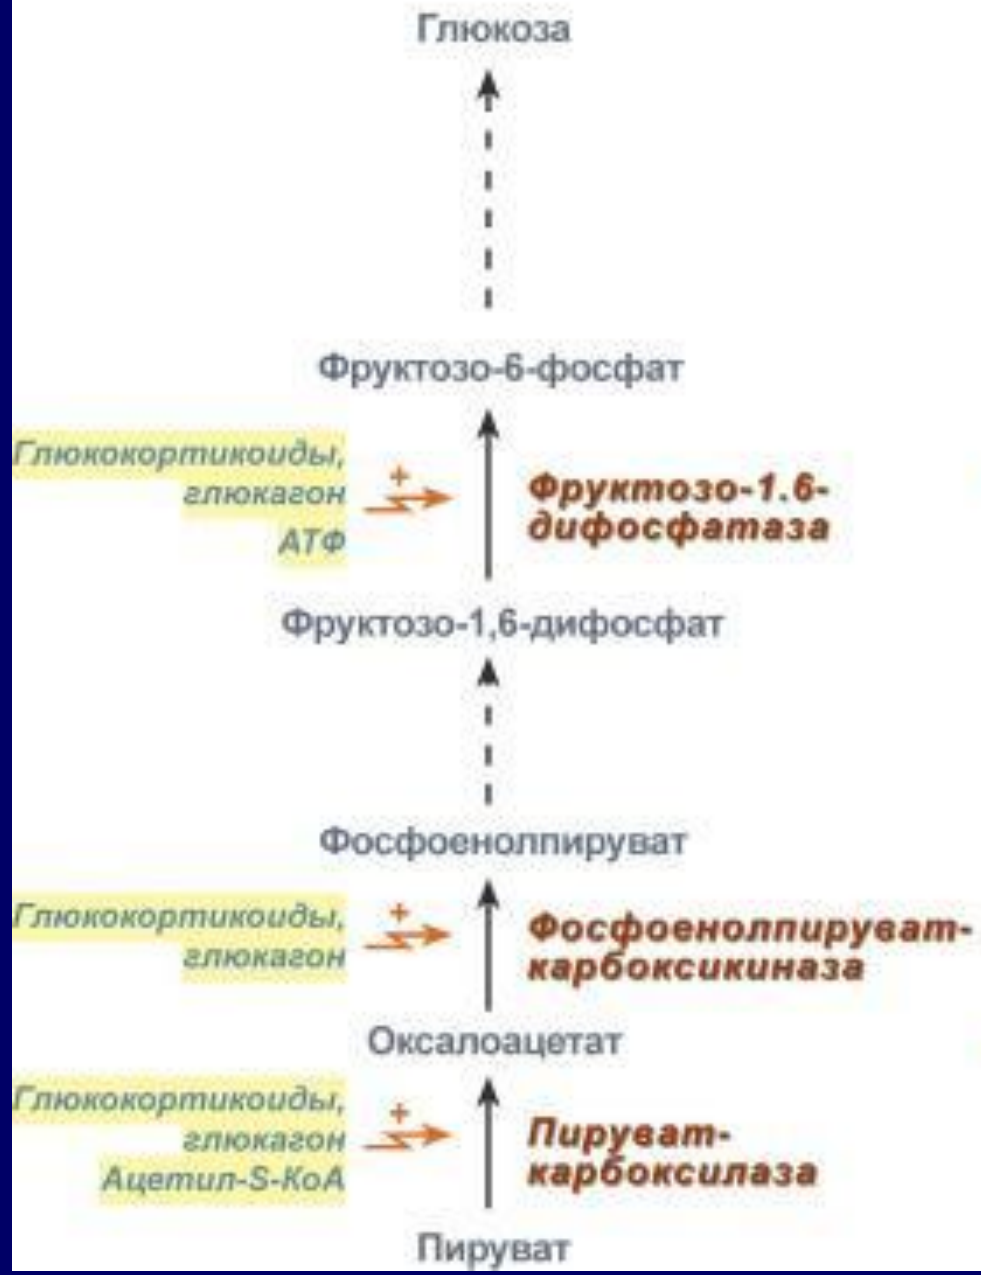 Глюкоза
Фруктозо-6-фосфат
Глюкокортикоиды,
глюкагон
АТФ
+
Фруктозо-1.6-
дифосфатаза
Фруктозо-1,6-дифосфат
Фосфоенолпируват
Глюкокортикоиды,
глюкагон
+
Фосфоенолпируват-
карбоксикиназа
Оксалоацетат
Глюкокортикоиды,
глюкагон
Ацетил-S-КоА
+
Пируват-
карбоксилаза
Пируват